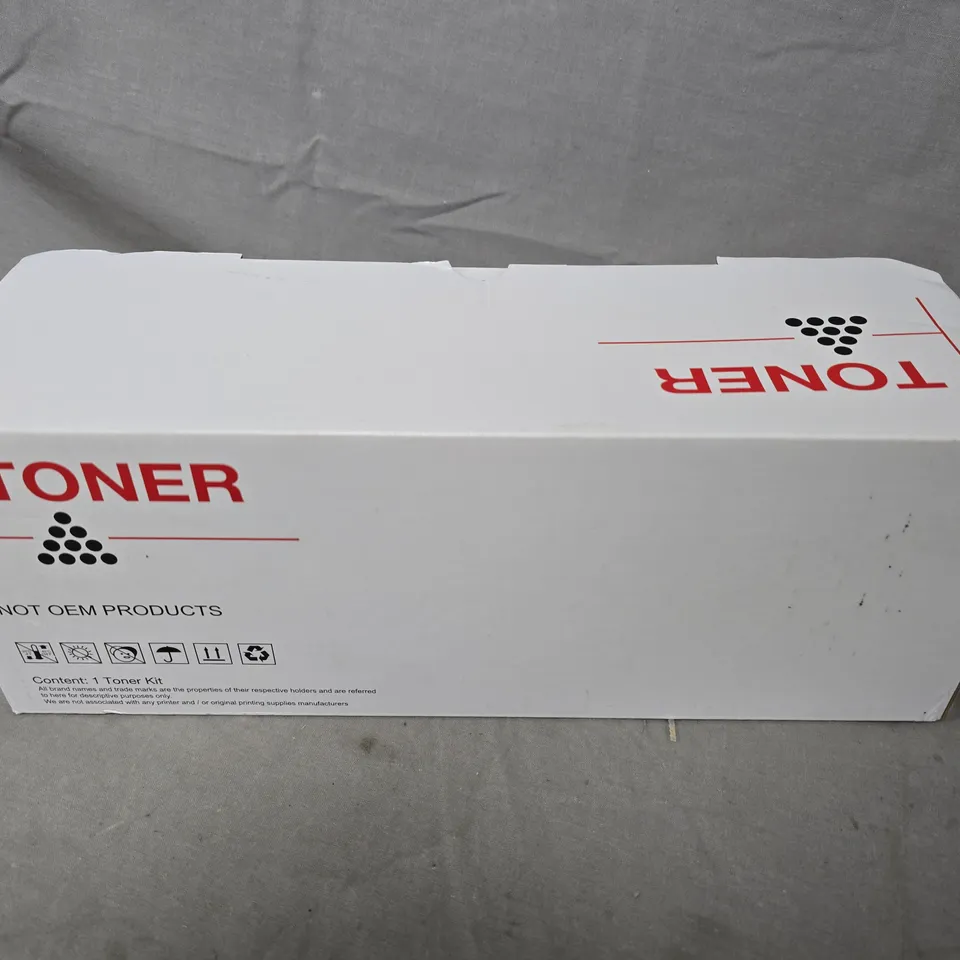 TONER
TONER
NOT OEM PRODUCTS
Content: 1 Toner Kit
All brand names and trade marks are the properties of their respective holders and are referred
to here for descriptive purposes only.
We are not associated with any printer and / or original printing supplies manufacturers